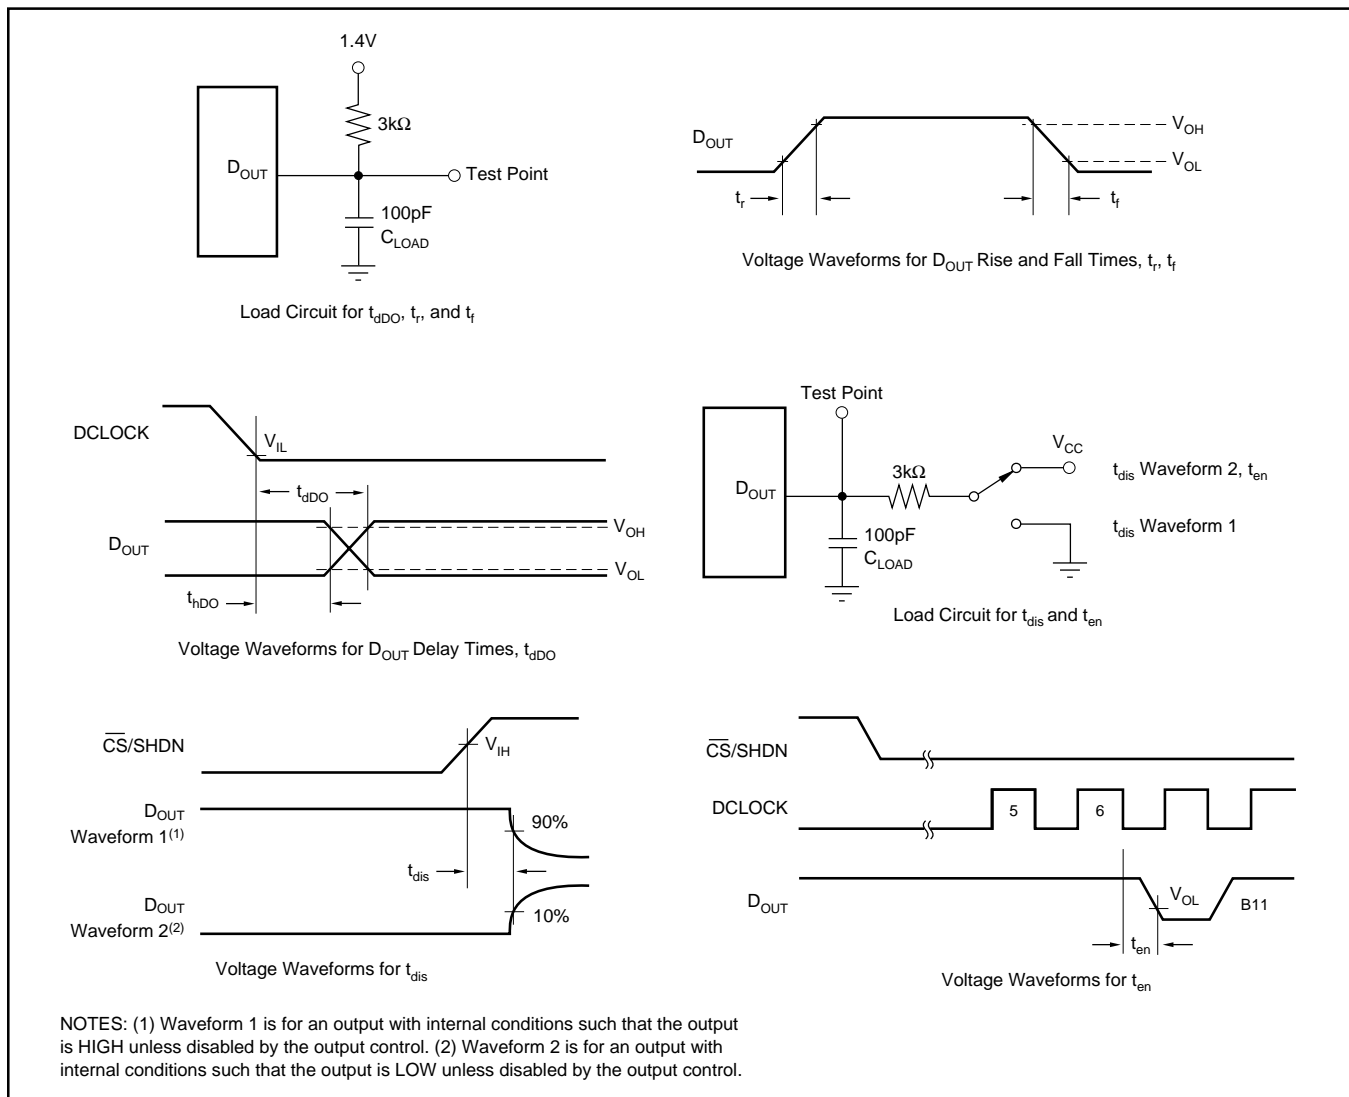 1.4V
3kΩ
DOUT
Test Point
100pF
CLOAD
Load Circuit for tdDO, tr, and tf
DOUT
VOH
VOL
tr
tf
Voltage Waveforms for DOUT Rise and Fall Times, tr, tf
DCLOCK
VIL
tdDO
DOUT
VOH
VOL
thDO
Voltage Waveforms for DOUT Delay Times, tdDO
Test Point
VCC
3kΩ
tdis Waveform 2, ten
DOUT
tdis Waveform 1
100pF
CLOAD
Load Circuit for tdis and ten
CS/SHDN
VIH
DOUT
Waveform 1(1)
90%
tdis
DOUT
Waveform 2(2)
10%
Voltage Waveforms for tdis
CS/SHDN
DCLOCK
5
6
DOUT
VOL
B11
ten
Voltage Waveforms for ten
NOTES: (1) Waveform 1 is for an output with internal conditions such that the output
is HIGH unless disabled by the output control. (2) Waveform 2 is for an output with
internal conditions such that the output is LOW unless disabled by the output control.